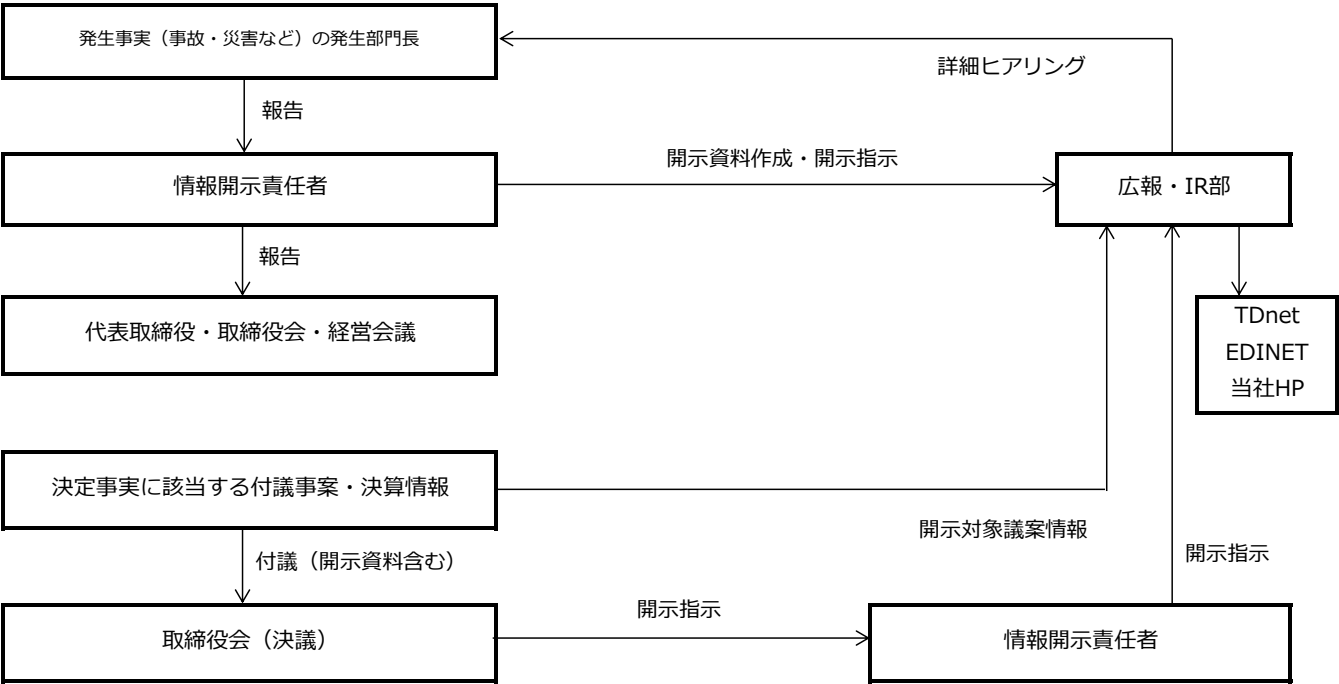 発生事実（事故・災害など）の発生部門長
詳細ヒアリング
報告
開示資料作成・開示指示
情報開示責任者
広報・IR部
報告
代表取締役・取締役会・経営会議
TDnet
EDINET
当社HP
決定事実に該当する付議事案・決算情報
開示対象議案情報
付議（開示資料含む）
開示指示
開示指示
取締役会（決議）
情報開示責任者